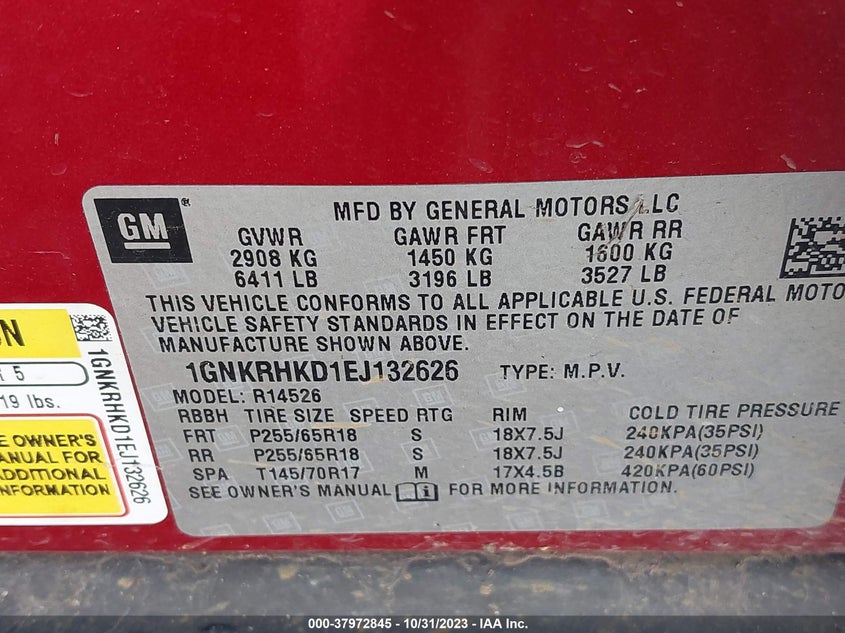 GM
MFD BY GENERAL MOTORS LLC
GVWR GAWR FRT GAWR RR
2908 KG 1450 KG 1600 KG
6411 LB 3196 LB 3527 LB
THIS VEHICLE CONFORMS TO ALL APPLICABLE U.S. FEDERAL MOTO
VEHICLE SAFETY STANDARDS IN EFFECT ON THE DATE OF
MANUFACTURE SHOWN ABOVE.
1GNKRHKD1EJ132626 TYPE: M.P.V.
MODEL: R14526
RBBH TIRE SIZE SPEED RTG RIM COLD TIRE PRESSURE
FRT P255/65R18 S 18X7.5J 240KPA(35PSI)
RR P255/65R18 S 18X7.5J 240KPA(35PSI)
SPA T145/70R17 M 17X4.5B 420KPA(60PSI)
SEE OWNER'S MANUAL FOR MORE INFORMATION.
ON
R 5
19 lbs.
E OWNER'S
ANUAL FOR
ADDITIONAL
NFORMATION
1GNKRHKD1EJ132626
000-37972845 - 10/31/2023 - IAA Inc.